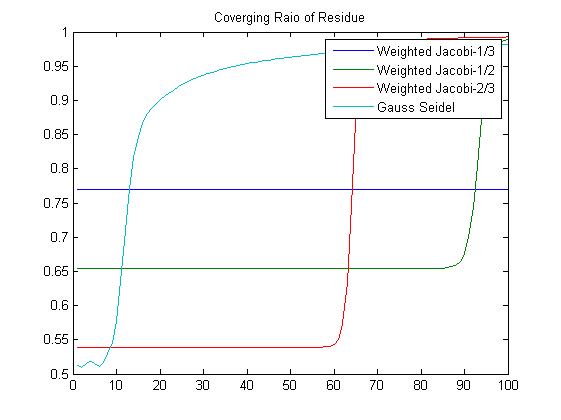 Coverging Raio of Residue
1
0.95
0.9
0.85
0.8
0.75
0.7
0.65
0.6
0.55
0.5
0 10 20 30 40 50 60 70 80 90 100
Weighted Jacobi-1/3
Weighted Jacobi-1/2
Weighted Jacobi-2/3
Gauss Seidel